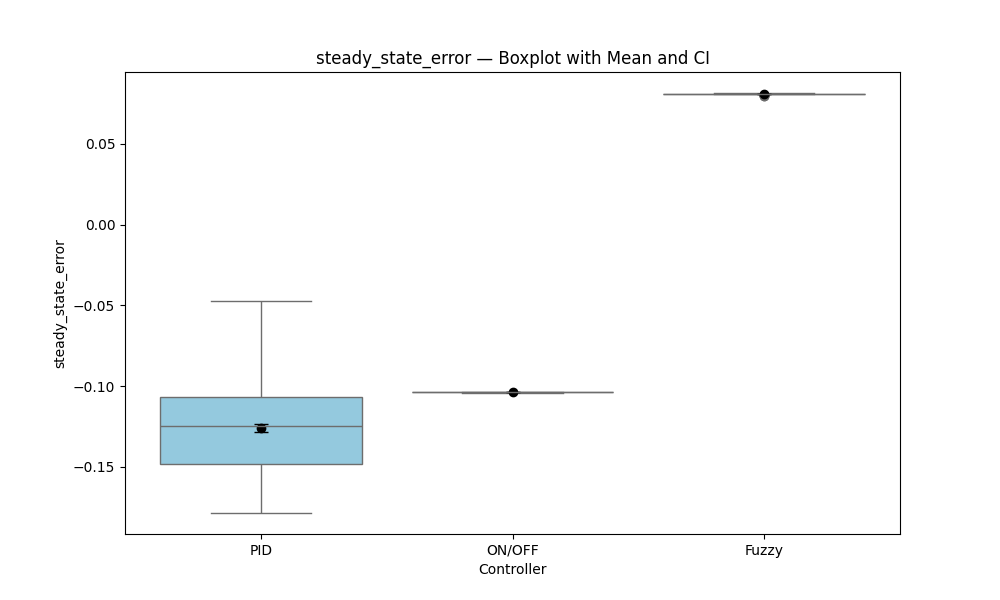 steady_state_error — Boxplot with Mean and CI
steady_state_error
0.05
0.00
−0.05
−0.10
−0.15
PID
ON/OFF
Fuzzy
Controller